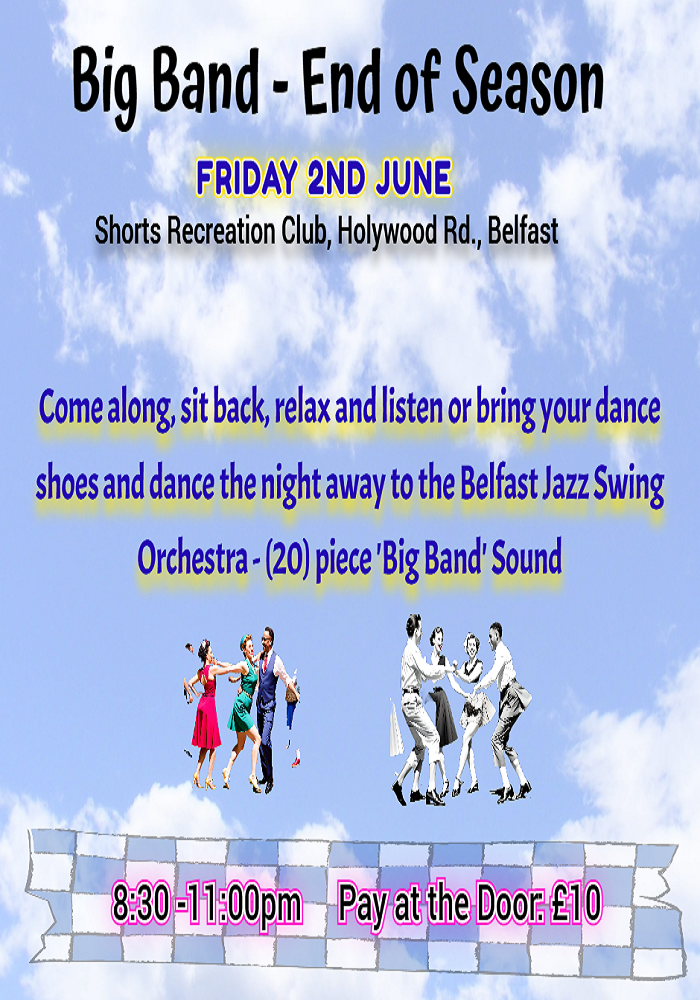 Big Band - End of Season
FRIDAY 2ND JUNE
Shorts Recreation Club, Holywood Rd., Belfast
Come along, sit back, relax and listen or bring your dance
shoes and dance the night away to the Belfast Jazz Swing
Orchestra - (20) piece 'Big Band' Sound
8:30 -11:00pm Pay at the Door: £10